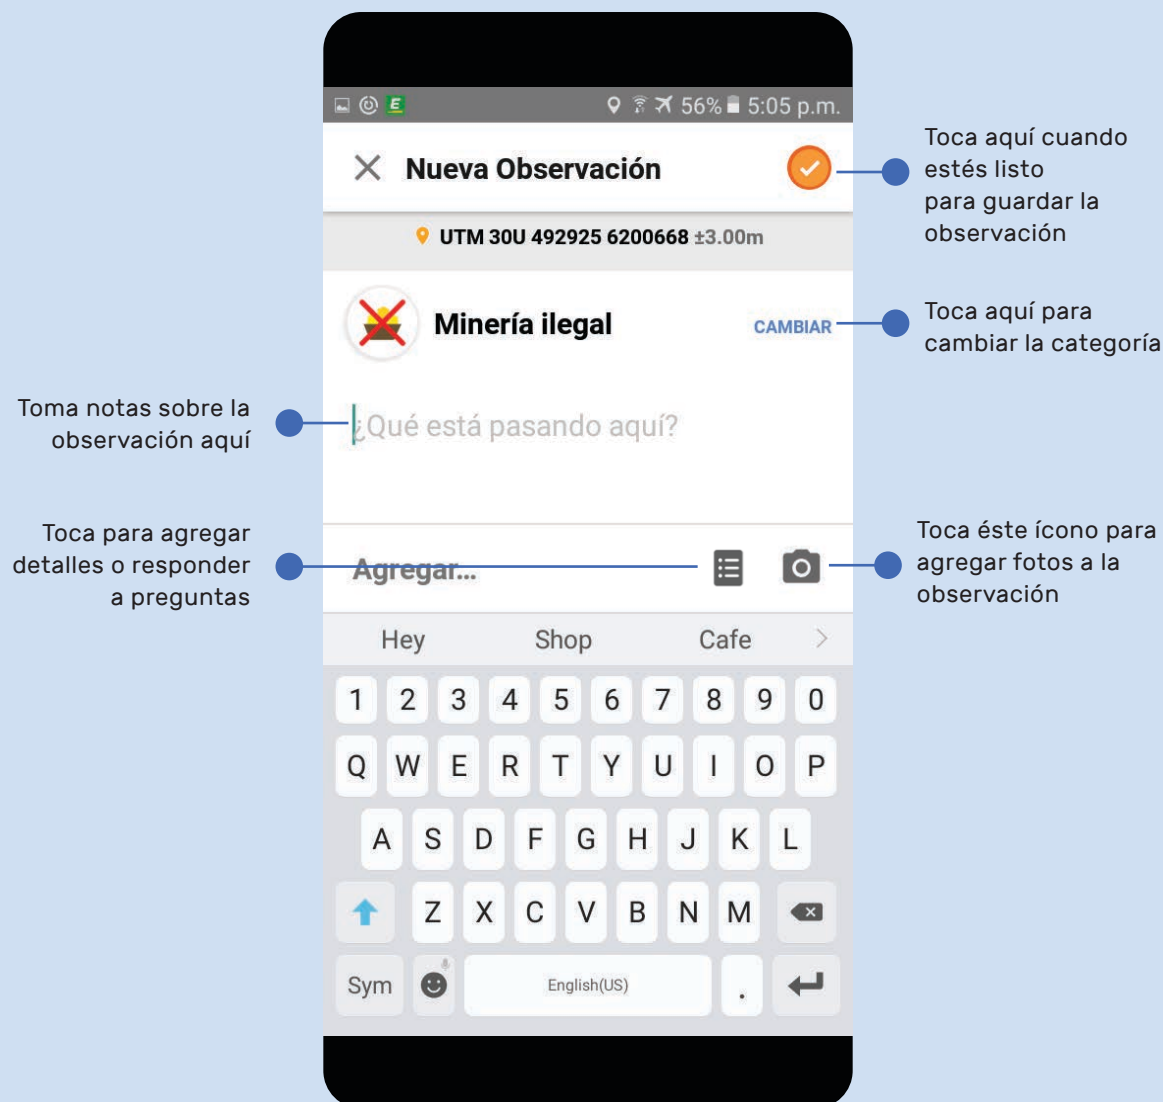 E 56% 5:05 p.m.
Nueva Observación
Toca aquí cuando
estés listo
para guardar la
observación
UTM 30U 492925 6200668 ±3.00m
Minería ilegal
CAMBIAR
Toca aquí para
cambiar la categoría
Toma notas sobre la
observación aquí
¿Qué está pasando aquí?
Toca para agregar
detalles o responder
a preguntas
Agregar...
Toca éste ícono para
agregar fotos a la
observación
Hey Shop Cafe
1 2 3 4 5 6 7 8 9 0
Q W E R T Y U I O P
A S D F G H J K L
Z X C V B N M
Sym English(US) .